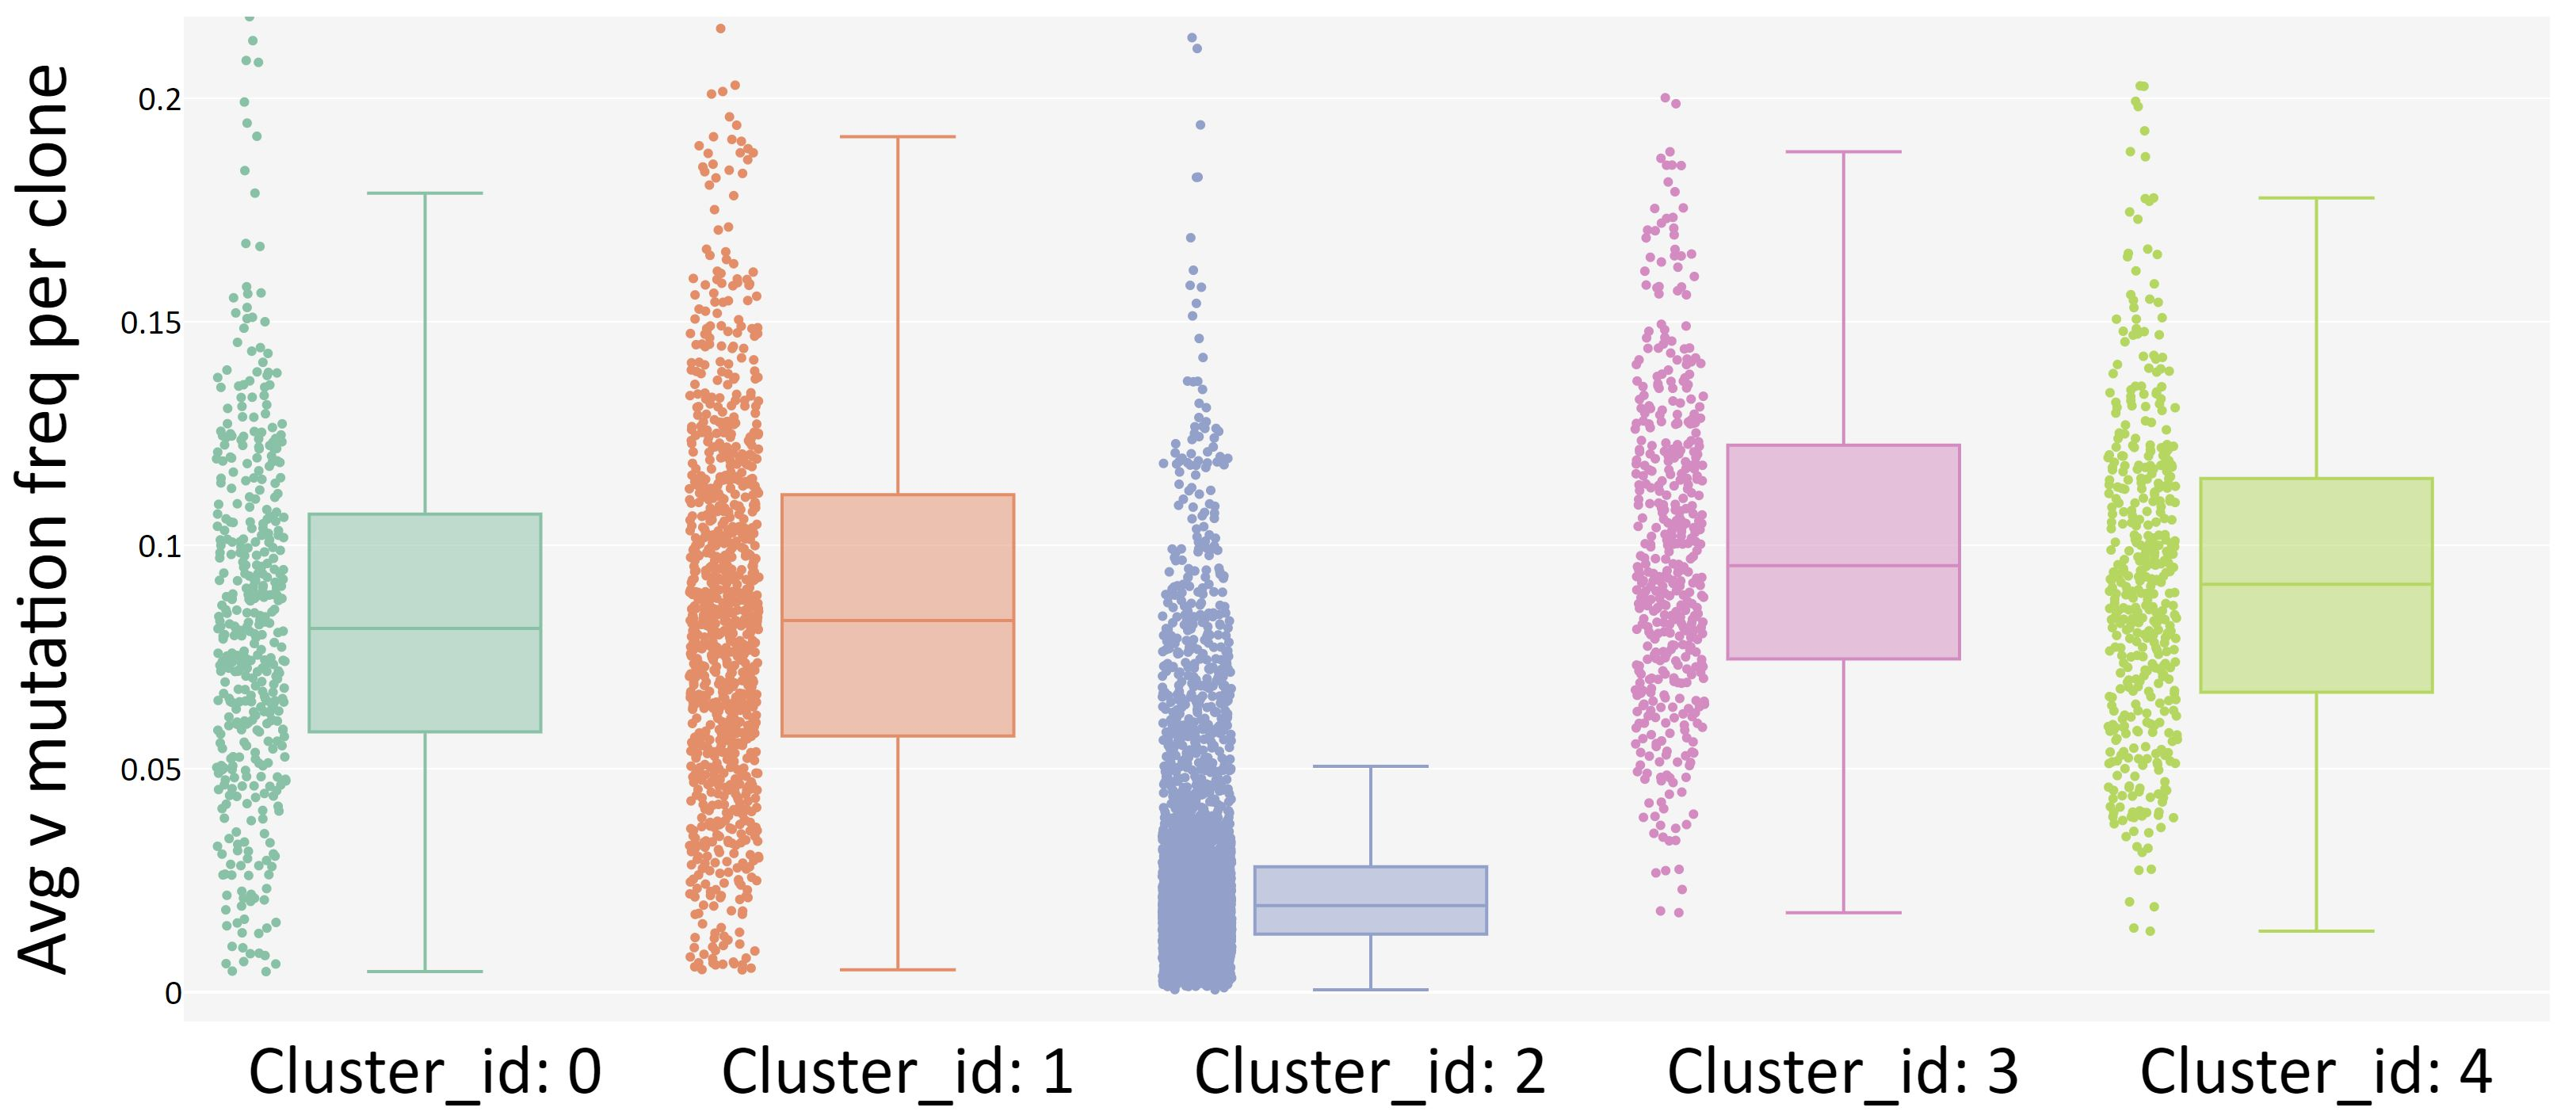 Avg v mutation freq per clone
0.2
0.15
0.1
0.05
0
Cluster_id: 0
Cluster_id: 1
Cluster_id: 2
Cluster_id: 3
Cluster_id: 4